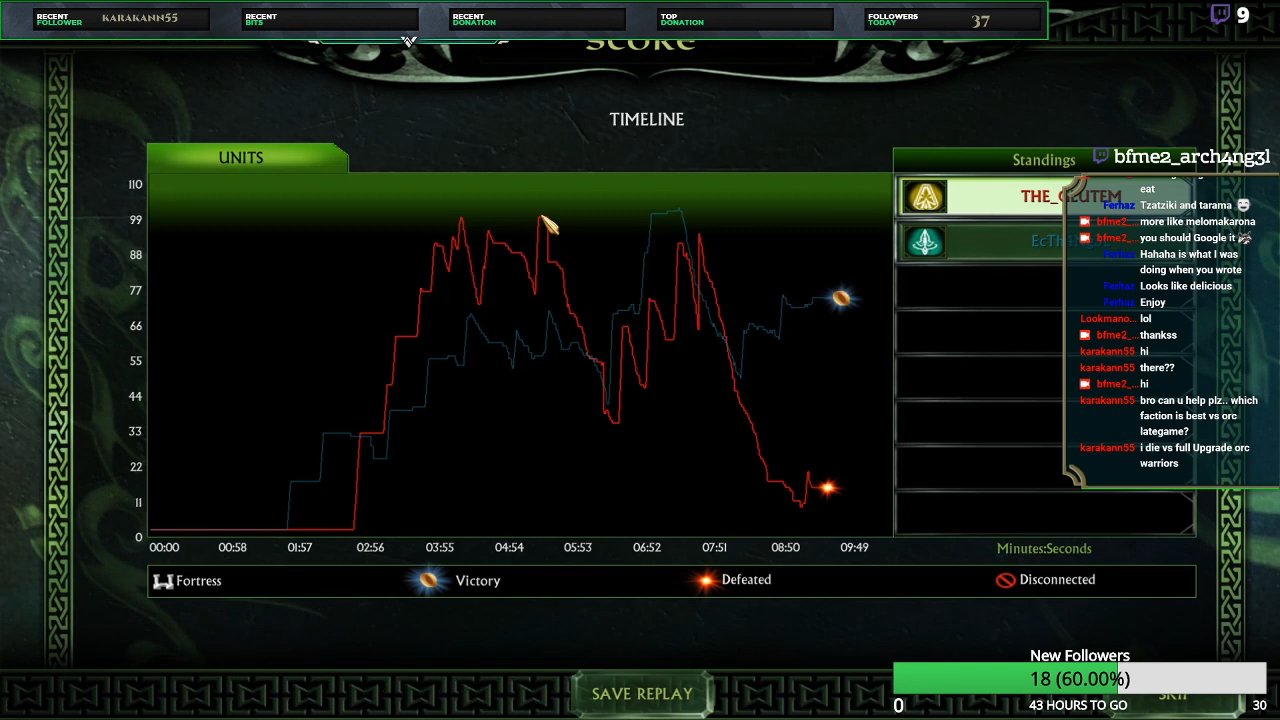 RECENT FOLLOWER KARAKANN55
RECENT BITS
RECENT DONATION
TOP DONATION
FOLLOWERS TODAY 37
9
SCORE
TIMELINE
UNITS
Standings
bfme2_arch4ng3l
110
99
88
77
66
55
44
33
22
11
0
00:00 00:58 01:57 02:56 03:55 04:54 05:53 06:52 07:51 08:50 09:49
Minutes:Seconds
eat
Ferhaz Tzatziki and tarama
bfme2_... more like melomakarona
bfme2_... you should Google it
Ferhaz Hahaha is what I was
doing when you wrote
Ferhaz Looks like delicious
Ferhaz Enjoy
Lookmano... lol
bfme2_... thankss
karakann55 hi
karakann55 there??
bfme2_... hi
karakann55 bro can u help plz.. which
faction is best vs orc
lategame?
karakann55 i die vs full Upgrade orc
warriors
Fortress Victory Defeated Disconnected
SAVE REPLAY
New Followers
18 (60.00%)
0 43 HOURS TO GO 30